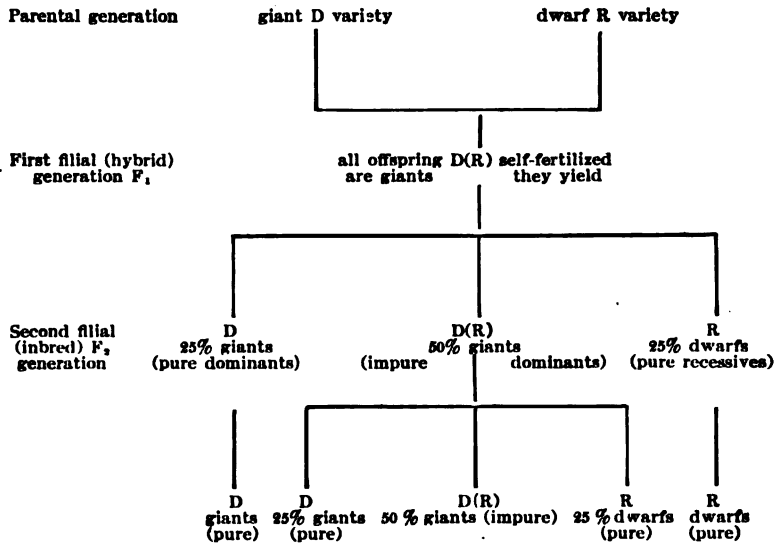 Parental generation giant D variety dwarf R variety
First filial (hybrid) all offspring D(R) self-fertilized
generation F₁ are giants they yield
Second filial D D(R) R
(inbred) F₂ 25% giants 50% giants 25% dwarfs
generation (pure dominants) (impure dominants) (pure recessives)
D D D(R) R R
giants 25% giants 50 % giants (impure) 25 % dwarfs dwarfs
(pure) (pure) (pure) (pure)